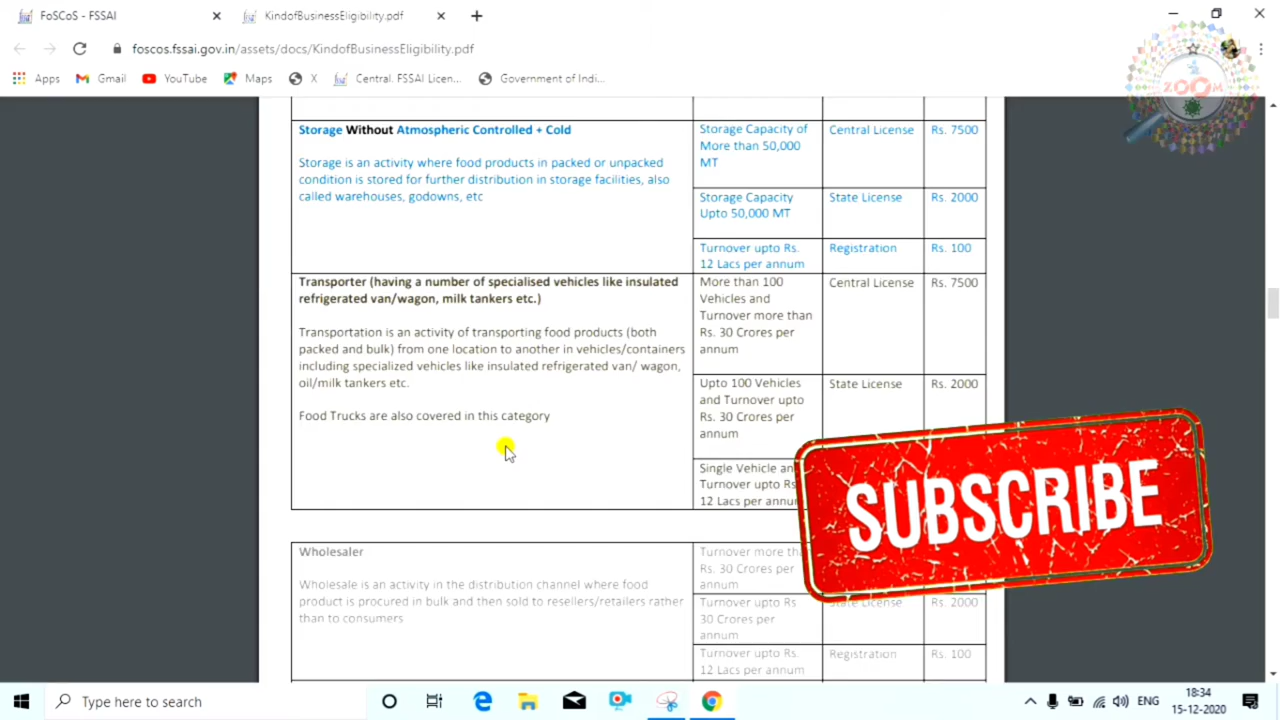 FoSCoS - FSSAI
KindofBusinessEligibility.pdf
foscos.fssai.gov.in/assets/docs/KindofBusinessEligibility.pdf
Apps
Gmail
YouTube
Maps
X
Central. FSSAI Licen...
Government of Indi...
ZOOM
Storage Without Atmospheric Controlled + Cold
Storage is an activity where food products in packed or unpacked
condition is stored for further distribution in storage facilities, also
called warehouses, godowns, etc
Storage Capacity of
More than 50,000
MT
Central License
Rs. 7500
Storage Capacity
Upto 50,000 MT
State License
Rs. 2000
Turnover upto Rs.
12 Lacs per annum
Registration
Rs. 100
Transporter (having a number of specialised vehicles like insulated
refrigerated van/wagon, milk tankers etc.)
Transportation is an activity of transporting food products (both
packed and bulk) from one location to another in vehicles/containers
including specialized vehicles like insulated refrigerated van/ wagon,
oil/milk tankers etc.
Food Trucks are also covered in this category
More than 100
Vehicles and
Turnover more than
Rs. 30 Crores per
annum
Central License
Rs. 7500
Upto 100 Vehicles
and Turnover upto
Rs. 30 Crores per
annum
State License
Rs. 2000
Single Vehicle an
Turnover upto Rs
12 Lacs per annum
SUBSCRIBE
Wholesaler
Wholesale is an activity in the distribution channel where food
product is procured in bulk and then sold to resellers/retailers rather
than to consumers
Turnover more tha
Rs. 30 Crores per
annum
Turnover upto Rs
30 Crores per
annum
State License
Rs. 2000
Turnover upto Rs.
12 Lacs per annum
Registration
Rs. 100
Type here to search
ENG
18:34
15-12-2020